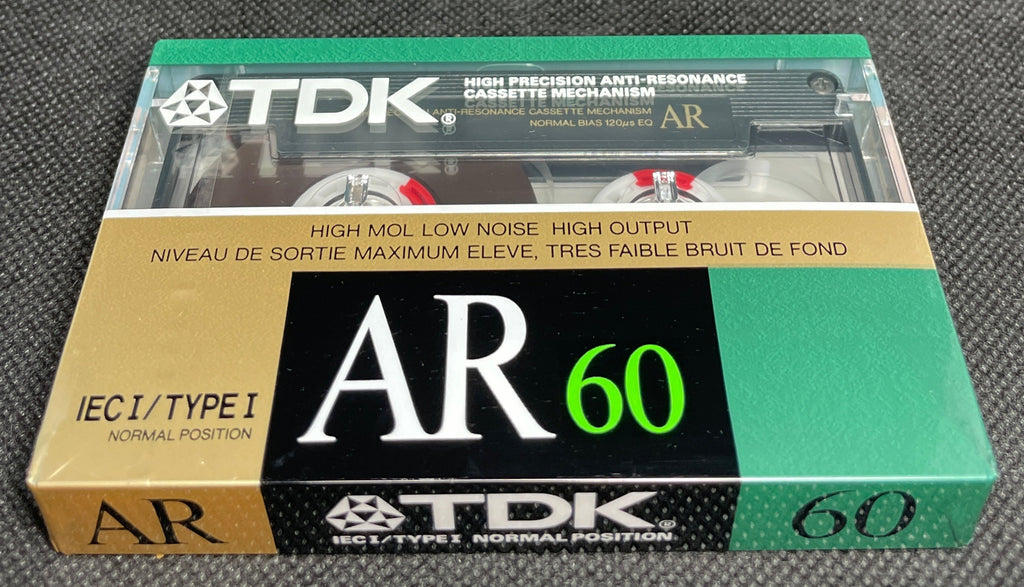 TDK®
HIGH PRECISION ANTI-RESONANCE
CASSETTE MECHANISM
ANTI-RESONANCE CASSETTE MECHANISM
NORMAL BIAS 120μs EQ
AR
HIGH MOL LOW NOISE HIGH OUTPUT
NIVEAU DE SORTIE MAXIMUM ELEVE, TRES FAIBLE BRUIT DE FOND
AR 60
IEC I/TYPE I
NORMAL POSITION
AR
TDK®
IEC I/TYPE I NORMAL POSITION
60